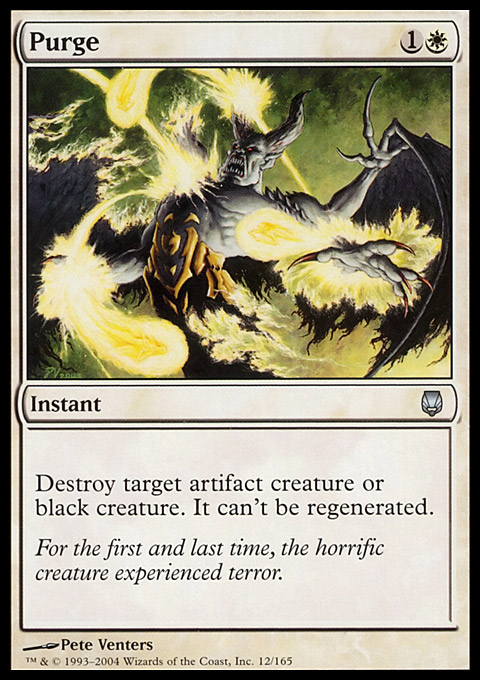 Purge 1
Instant
Destroy target artifact creature or
black creature. It can't be regenerated.
For the first and last time, the horrific
creature experienced terror.
Pete Venters
™ & © 1993–2004 Wizards of the Coast, Inc. 12/165